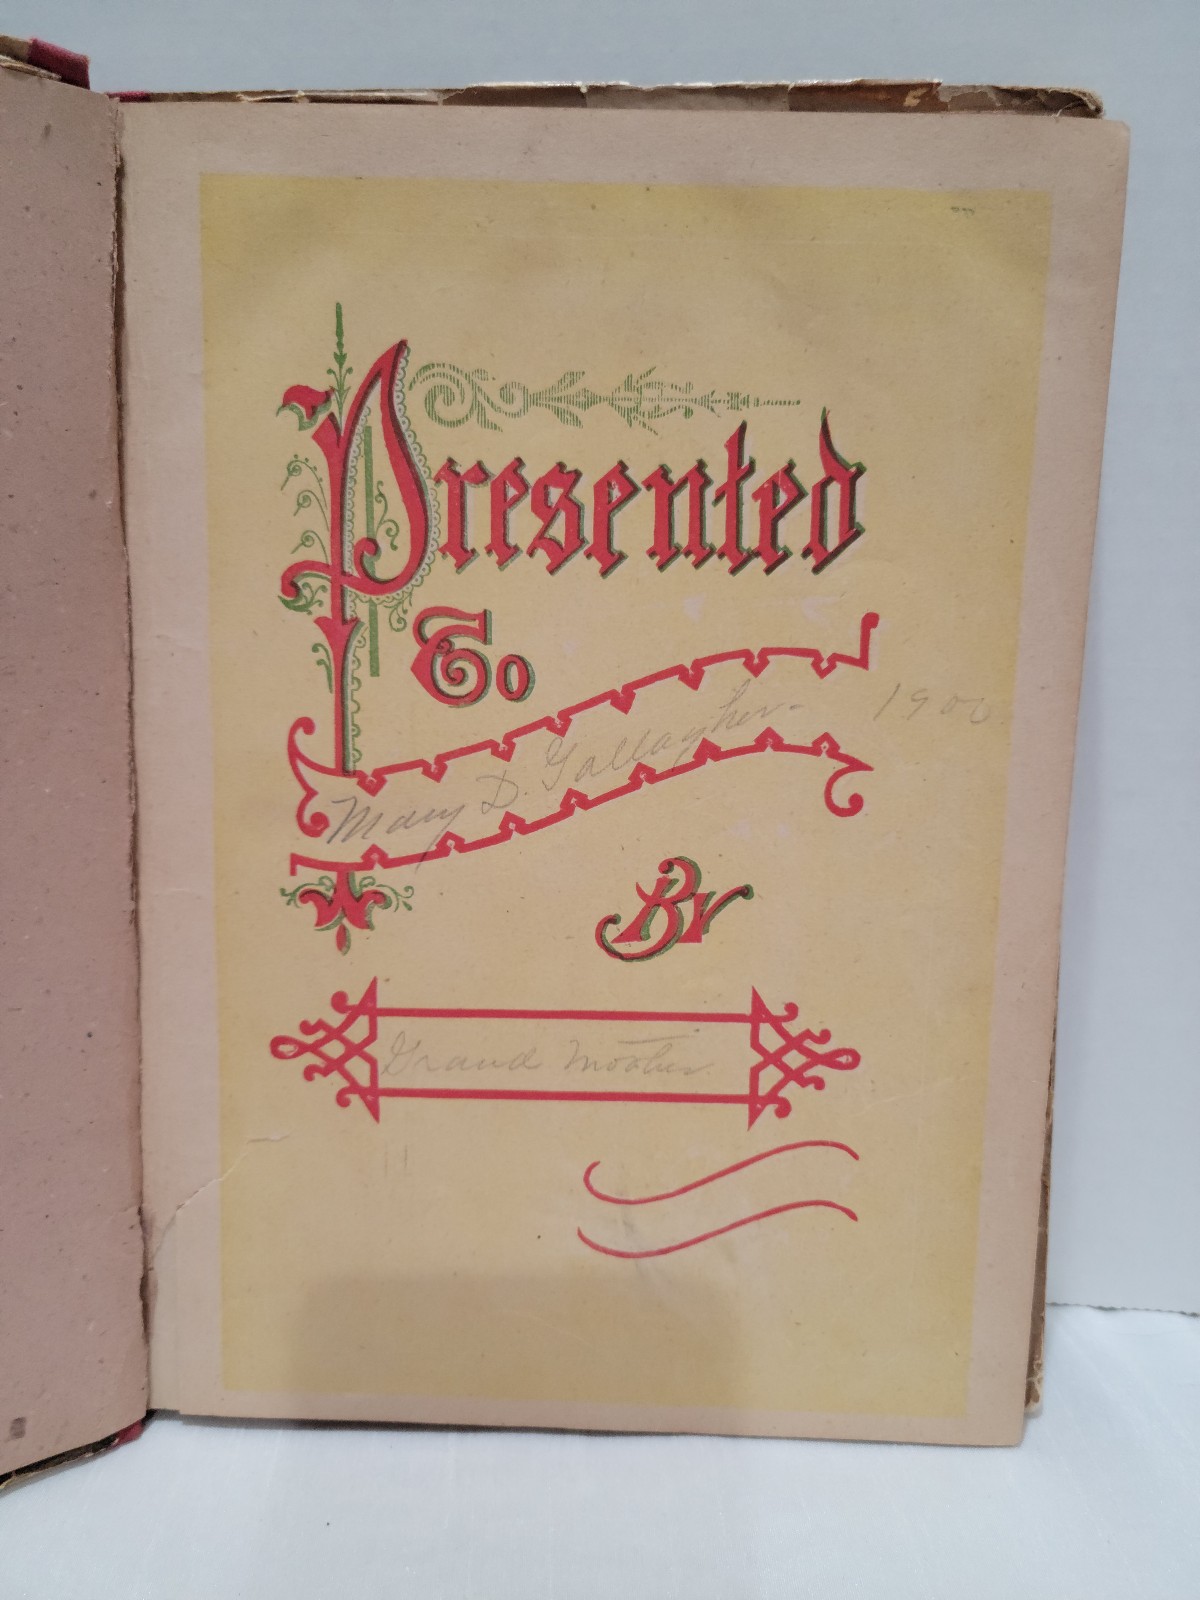 Presented
To
Mary D. Gallagher. 1900
By
Grand Mother.